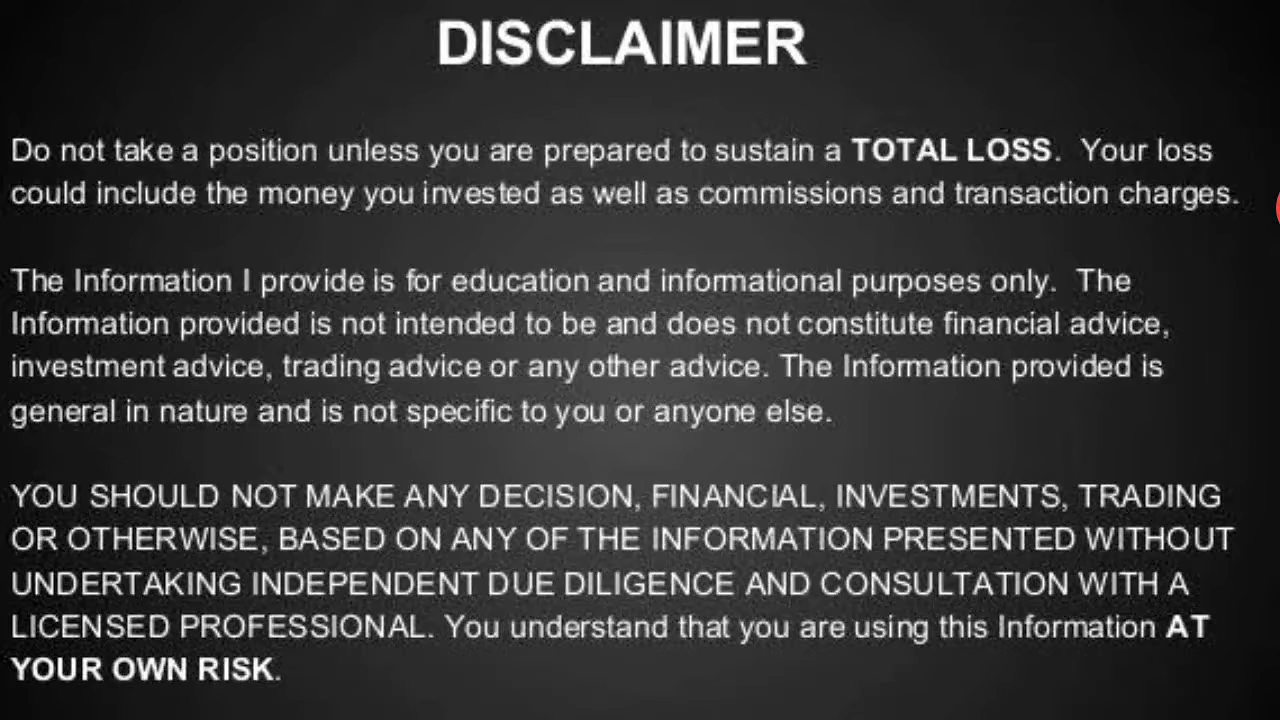 DISCLAIMER
Do not take a position unless you are prepared to sustain a TOTAL LOSS. Your loss
could include the money you invested as well as commissions and transaction charges.
The Information I provide is for education and informational purposes only. The
Information provided is not intended to be and does not constitute financial advice,
investment advice, trading advice or any other advice. The Information provided is
general in nature and is not specific to you or anyone else.
YOU SHOULD NOT MAKE ANY DECISION, FINANCIAL, INVESTMENTS, TRADING
OR OTHERWISE, BASED ON ANY OF THE INFORMATION PRESENTED WITHOUT
UNDERTAKING INDEPENDENT DUE DILIGENCE AND CONSULTATION WITH A
LICENSED PROFESSIONAL. You understand that you are using this Information AT
YOUR OWN RISK.